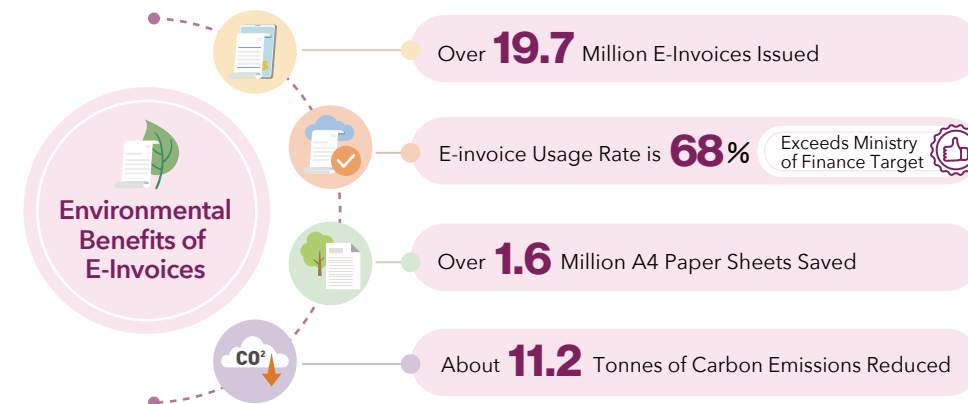 Over 19.7 Million E-Invoices Issued
E-invoice Usage Rate is 68%
Exceeds Ministry
of Finance Target
Environmental
Benefits of
E-Invoices
Over 1.6 Million A4 Paper Sheets Saved
CO²
About 11.2 Tonnes of Carbon Emissions Reduced